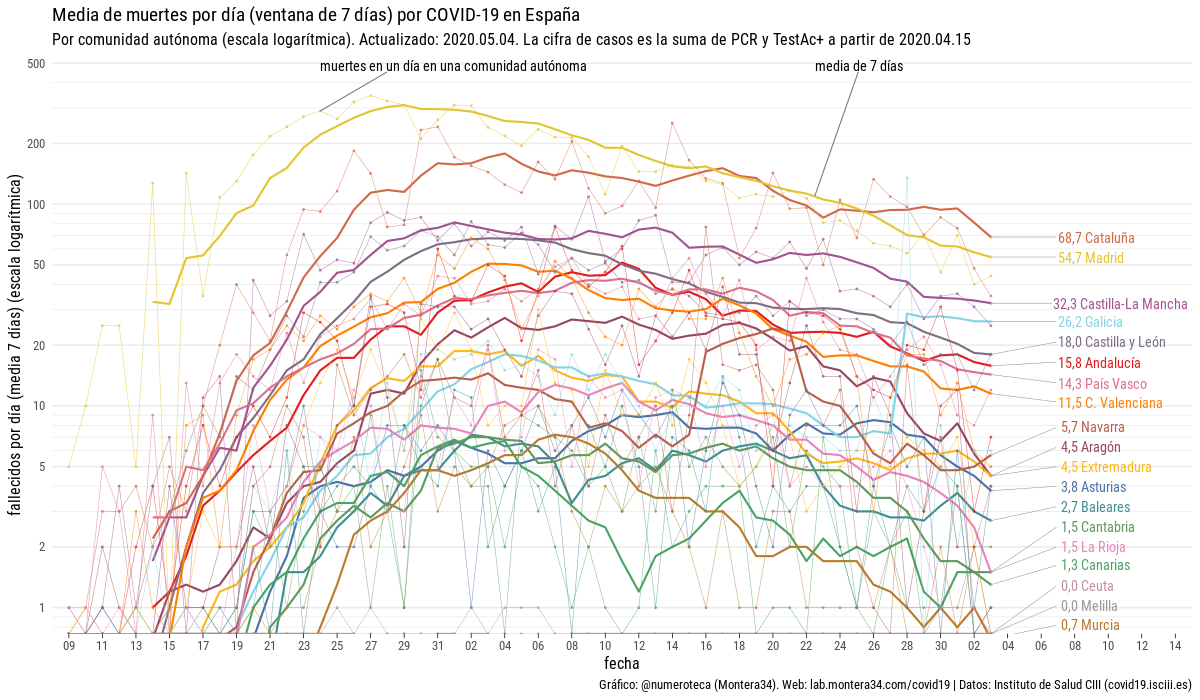 Media de muertes por día (ventana de 7 días) por COVID-19 en España
Por comunidad autónoma (escala logarítmica). Actualizado: 2020.05.04. La cifra de casos es la suma de PCR y TestAc+ a partir de 2020.04.15
muertes en un día en una comunidad autónoma
media de 7 días
fallecidos por día (media 7 días) (escala logarítmica)
500
200
100
50
20
10
5
2
1
68,7 Cataluña
54,7 Madrid
32,3 Castilla-La Mancha
26,2 Galicia
18,0 Castilla y León
15,8 Andalucía
14,3 País Vasco
11,5 C. Valenciana
5,7 Navarra
4,5 Aragón
4,5 Extremadura
3,8 Asturias
2,7 Baleares
1,5 Cantabria
1,5 La Rioja
1,3 Canarias
0,0 Ceuta
0,0 Melilla
0,7 Murcia
09 11 13 15 17 19 21 23 25 27 29 31 02 04 06 08 10 12 14 16 18 20 22 24 26 28 30 02 04 06 08 10 12 14
fecha
Gráfico: @numeroteca (Montera34). Web: lab.montera34.com/covid19 | Datos: Instituto de Salud CIII (covid19.isciii.es)